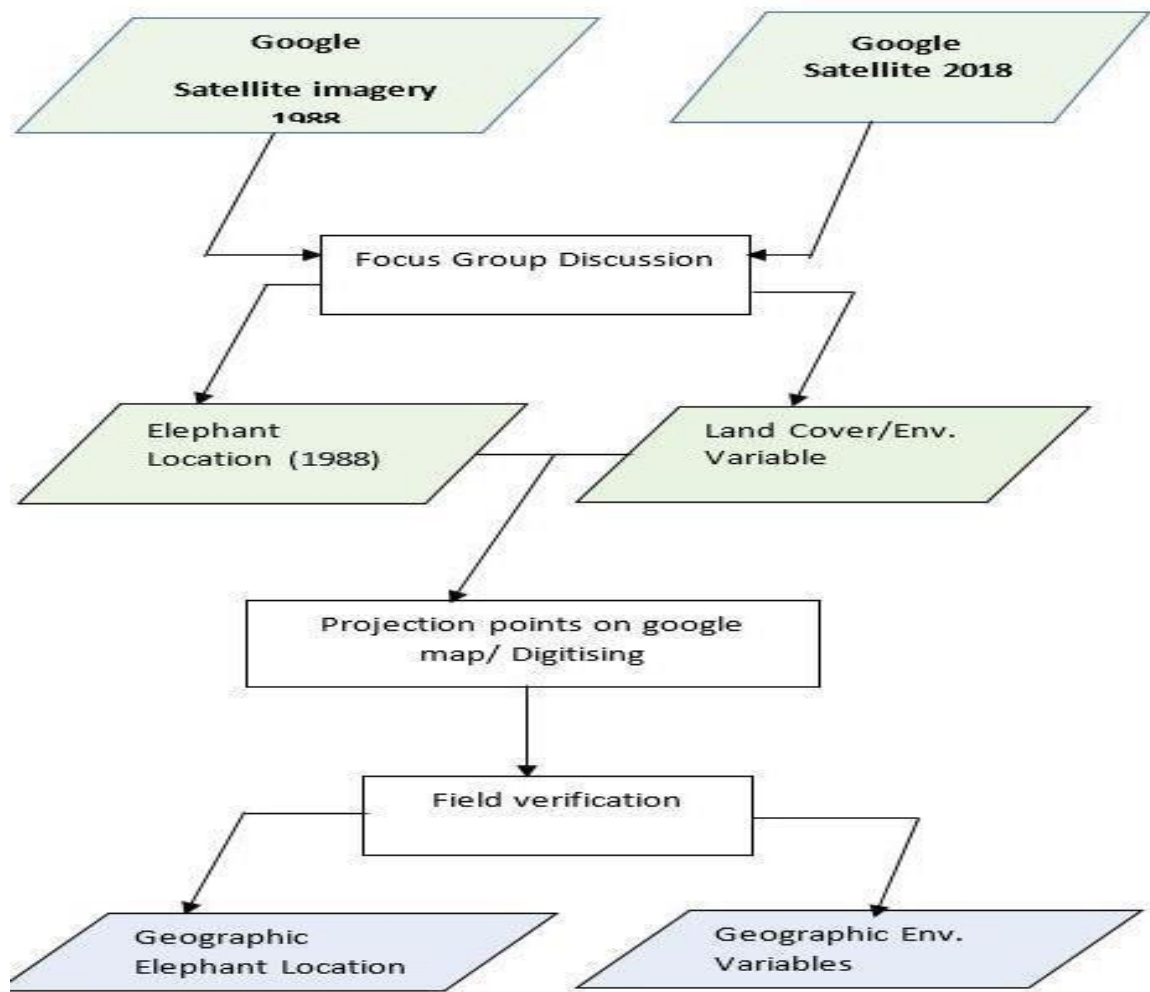 Google
Satellite imagery
1988
Google
Satellite 2018
Focus Group Discussion
Elephant
Location (1988)
Land Cover/Env.
Variable
Projection points on google
map/ Digitising
Field verification
Geographic
Elephant Location
Geographic Env.
Variables